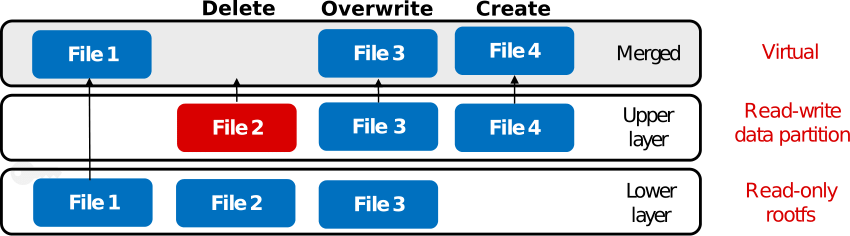 Delete Overwrite Create
File 1 File 3 File 4 Merged Virtual
File 2 File 3 File 4 Upper layer Read-write data partition
File 1 File 2 File 3 Lower layer Read-only rootfs